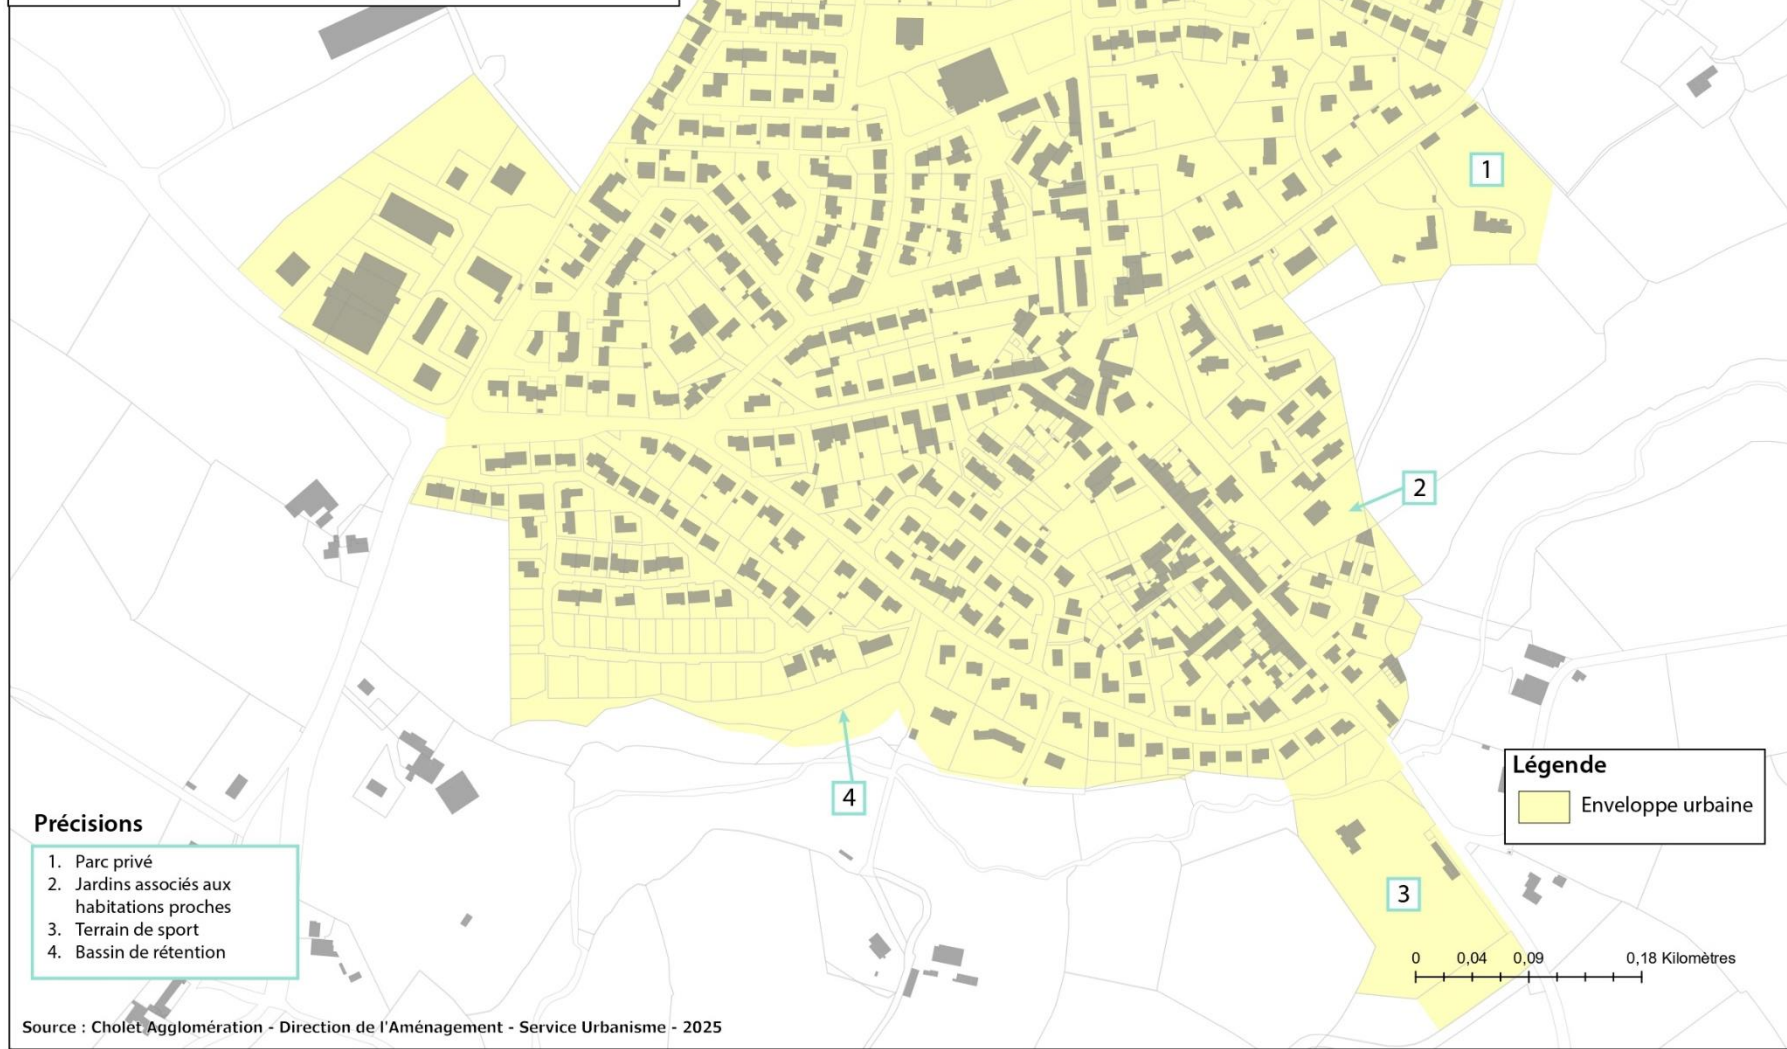 1
2
4
3
Légende
Enveloppe urbaine
Précisions
1. Parc privé
2. Jardins associés aux
habitations proches
3. Terrain de sport
4. Bassin de rétention
0 0,04 0,09 0,18 Kilomètres
Source : Cholet Agglomération - Direction de l'Aménagement - Service Urbanisme - 2025